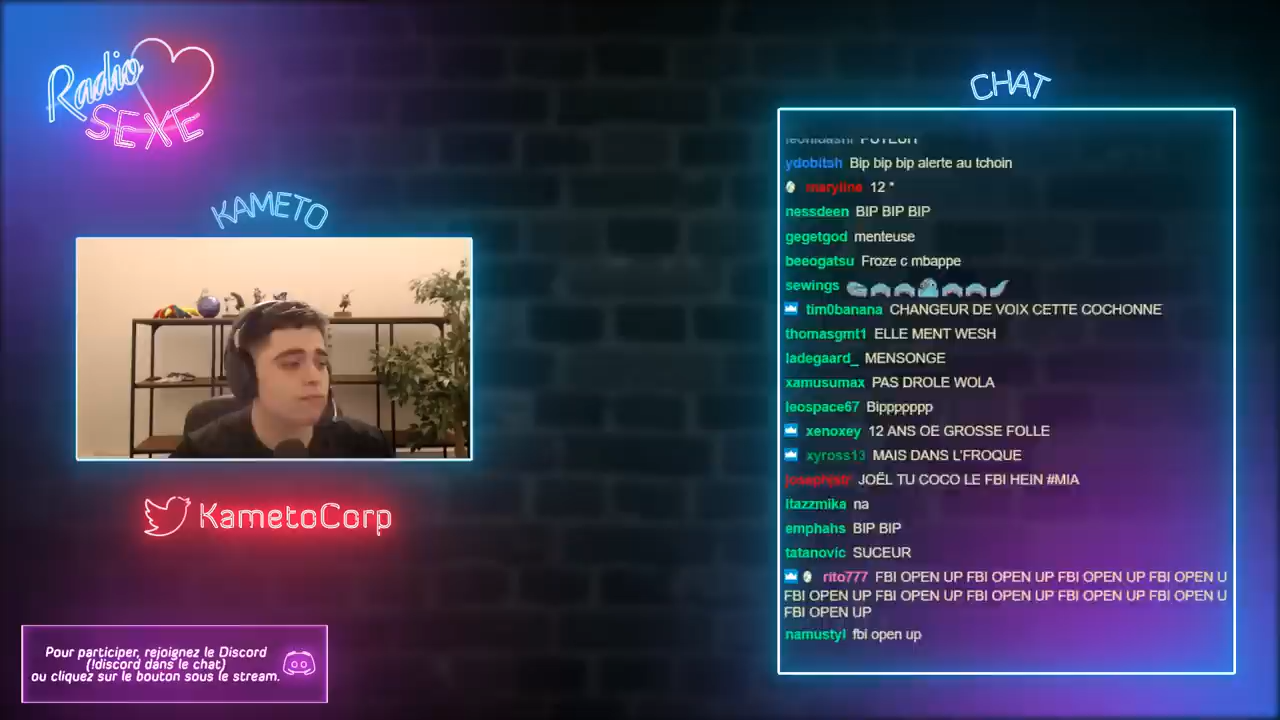 Radio
SEXE
KAMETO
KametoCorp
Pour participer, rejoignez le Discord
(!discord dans le chat)
ou cliquez sur le bouton sous le stream.
CHAT
ydobitsh Bip bip bip alerte au tchoin
maryline 12 *
nessdeen BIP BIP BIP
gegetgod menteuse
beeogatsu Froze c mbappe
sewings
tim0banana CHANGEUR DE VOIX CETTE COCHONNE
thomasgmt1 ELLE MENT WESH
ladegaard_ MENSONGE
xamusumax PAS DROLE WOLA
leospace67 Bippppppp
xenoxey 12 ANS OE GROSSE FOLLE
xyross13 MAIS DANS L'FROQUE
josephjstr JOËL TU COCO LE FBI HEIN #MIA
ltazzmika na
emphahs BIP BIP
tatanovic SUCEUR
rito777 FBI OPEN UP FBI OPEN UP FBI OPEN UP FBI OPEN U
FBI OPEN UP FBI OPEN UP FBI OPEN UP FBI OPEN U
FBI OPEN UP
namustyl fbi open up